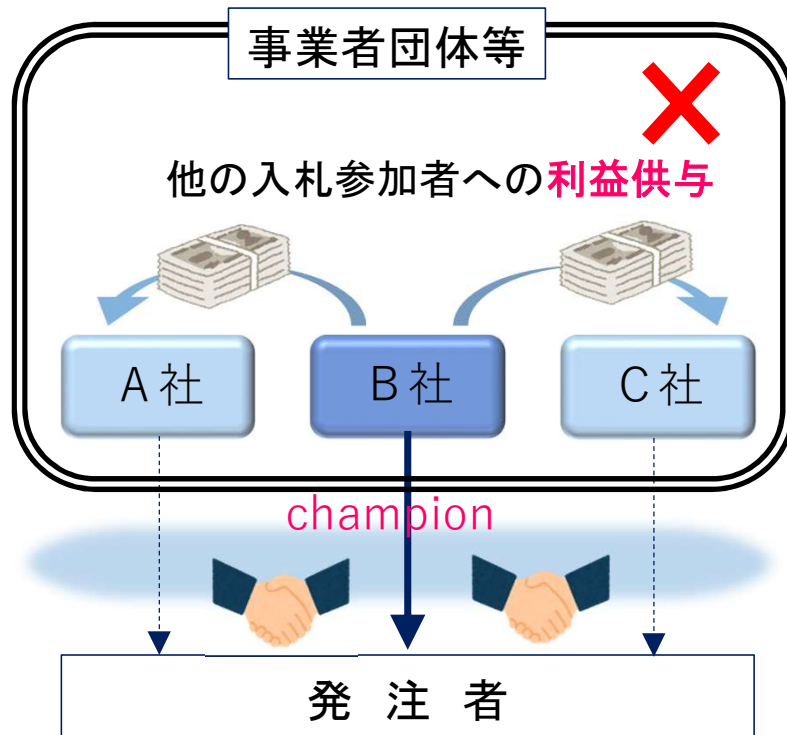 事業者団体等
他の入札参加者への利益供与
A社
B社
C社
champion
発注者